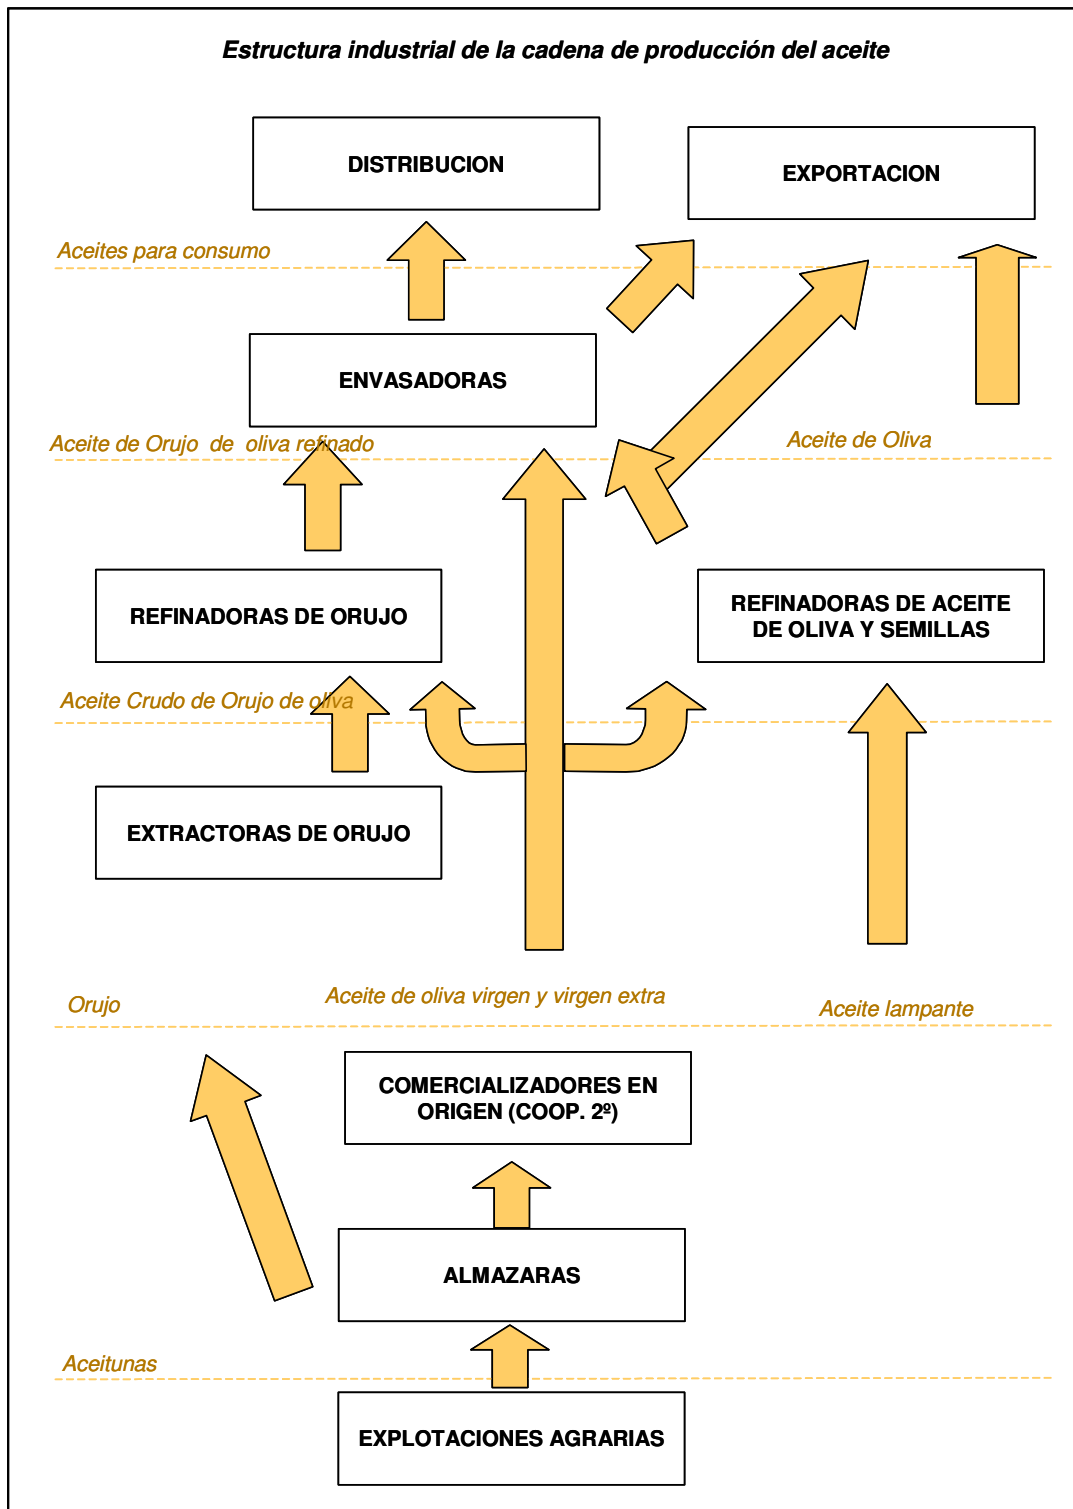 Estructura industrial de la cadena de producción del aceite
DISTRIBUCION
EXPORTACION
Aceites para consumo
ENVASADORAS
Aceite de Orujo de oliva refinado
Aceite de Oliva
REFINADORAS DE ORUJO
REFINADORAS DE ACEITE
DE OLIVA Y SEMILLAS
Aceite Crudo de Orujo de oliva
EXTRACTORAS DE ORUJO
Orujo
Aceite de oliva virgen y virgen extra
Aceite lampante
COMERCIALIZADORES EN
ORIGEN (COOP. 2º)
ALMAZARAS
Aceitunas
EXPLOTACIONES AGRARIAS